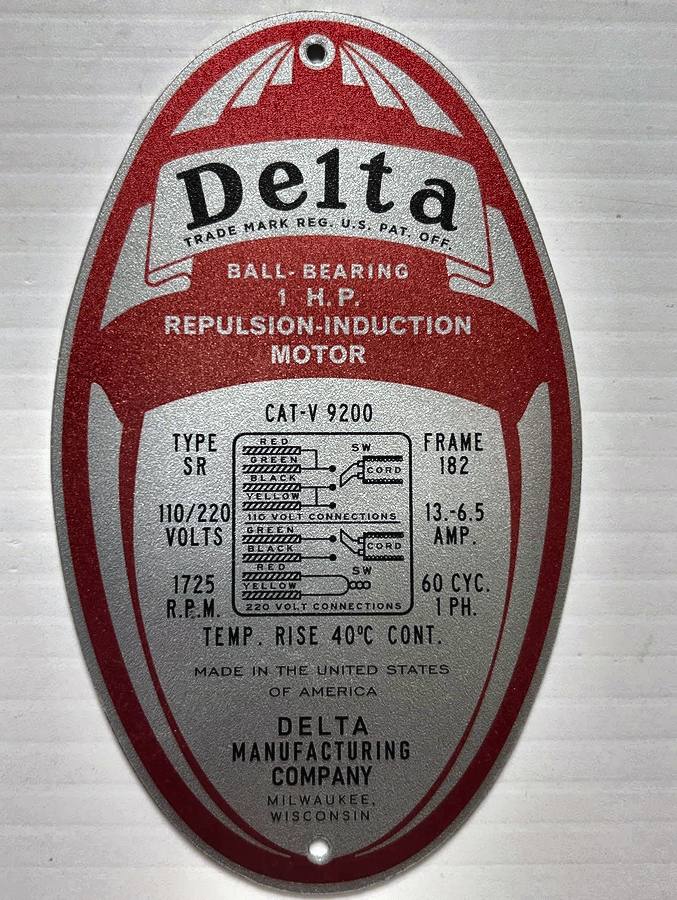 Delta
TRADE MARK REG. U.S. PAT. OFF.
BALL-BEARING
1 H.P.
REPULSION-INDUCTION
MOTOR
CAT-V 9200
TYPE
SR
110/220
VOLTS
1725
R.P.M.
RED
GREEN
BLACK
YELLOW
SW
CORD
110 VOLT CONNECTIONS
GREEN
BLACK
RED
YELLOW
CORD
SW
220 VOLT CONNECTIONS
FRAME
182
13.-6.5
AMP.
60 CYC.
1 PH.
TEMP. RISE 40°C CONT.
MADE IN THE UNITED STATES
OF AMERICA
DELTA
MANUFACTURING
COMPANY
MILWAUKEE,
WISCONSIN